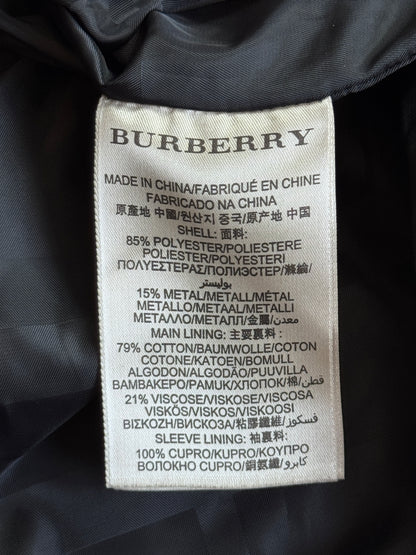 BURBERRY
MADE IN CHINA/FABRIQUÉ EN CHINE
FABRICADO NA CHINA
原產地 中國/원산지 중국/原产地 中国
SHELL: 面料:
85% POLYESTER/POLIESTERE
POLIESTER/POLYESTERI
ΠΟΛΥΕΣΤΕΡΑΣ/ПОЛИЭСТЕР/滌綸/
بوليستر
15% METAL/METALL/MÉTAL
METALLO/METAAL/METALLI
ΜΕΤΑΛΛΟ/МЕТАЛЛ/金屬/معدن
MAIN LINING: 主要裏料:
79% COTTON/BAUMWOLLE/COTON
COTONE/KATOEN/BOMULL
ALGODON/ALGODÃO/PUUVILLA
ΒΑΜΒΑΚΕΡΟ/PAMUK/ХЛОПОК/棉/قطن
21% VISCOSE/VISKOSE/VISCOSA
VISKÓS/VISKOS/VISKOOSI
ΒΙΣΚΟΖΗ/ВИСКОЗА/粘膠纖維/فسكوز
SLEEVE LINING: 袖裏料:
100% CUPRO/KUPRO/ΚΟΥΠΡΟ
ВОЛОКНО CUPRO/銅氨纖/كابرو